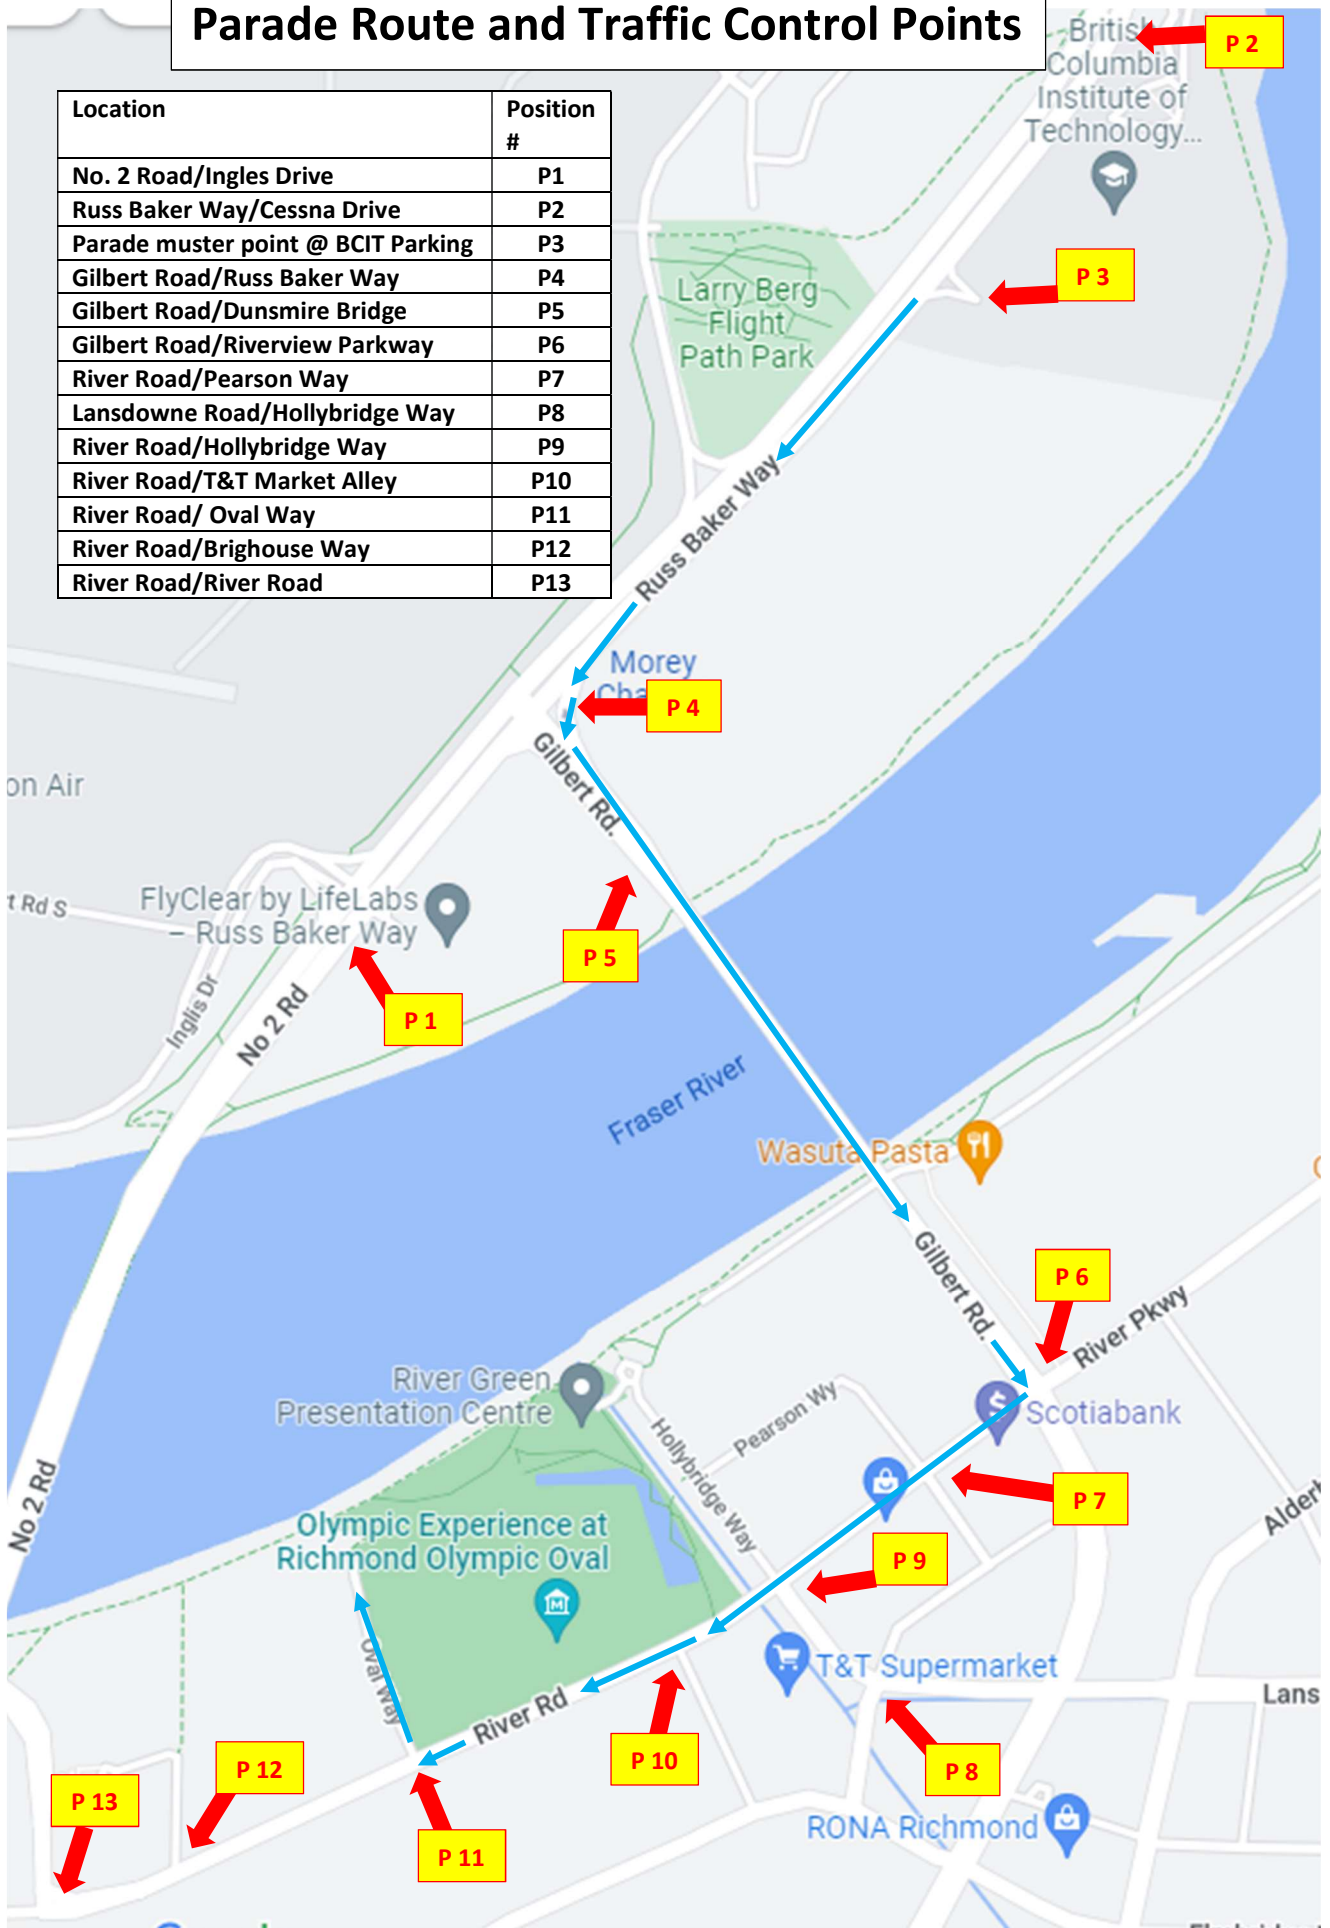 Parade Route and Traffic Control Points
Location Position #
No. 2 Road/Ingles Drive P1
Russ Baker Way/Cessna Drive P2
Parade muster point @ BCIT Parking P3
Gilbert Road/Russ Baker Way P4
Gilbert Road/Dunsmire Bridge P5
Gilbert Road/Riverview Parkway P6
River Road/Pearson Way P7
Lansdowne Road/Hollybridge Way P8
River Road/Hollybridge Way P9
River Road/T&T Market Alley P10
River Road/ Oval Way P11
River Road/Brighouse Way P12
River Road/River Road P13
British
Columbia
Institute of
Technology...
P 2
P 3
Larry Berg
Flight
Path Park
Russ Baker Way
Morey
P 4
Gilbert Rd.
on Air
t Rd S
FlyClear by LifeLabs
– Russ Baker Way
P 5
P 1
Inglis Dr
No 2 Rd
Fraser River
Wasuta Pasta
Gilbert Rd.
P 6
River Pkwy
River Green
Presentation Centre
Scotiabank
Pearson Wy
Hollybridge Way
P 7
No 2 Rd
Olympic Experience at
Richmond Olympic Oval
P 9
Oval Way
T&T Supermarket
Lans
River Rd
P 10
P 8
P 12
P 13
RONA Richmond
P 11